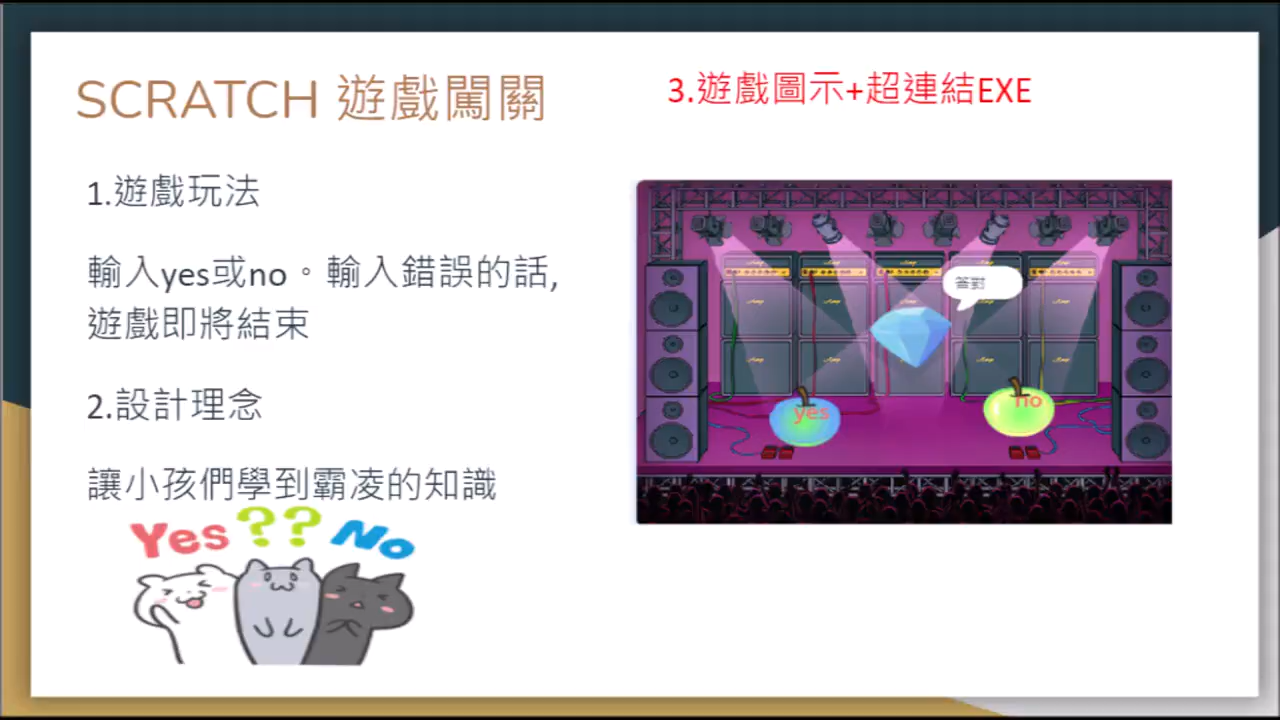 SCRATCH 遊戲闖關
1.遊戲玩法
輸入yes或no。輸入錯誤的話,
遊戲即將結束
2.設計理念
讓小孩們學到霸凌的知識
Yes ?? No
3.遊戲圖示+超連結EXE
答對
yes
no